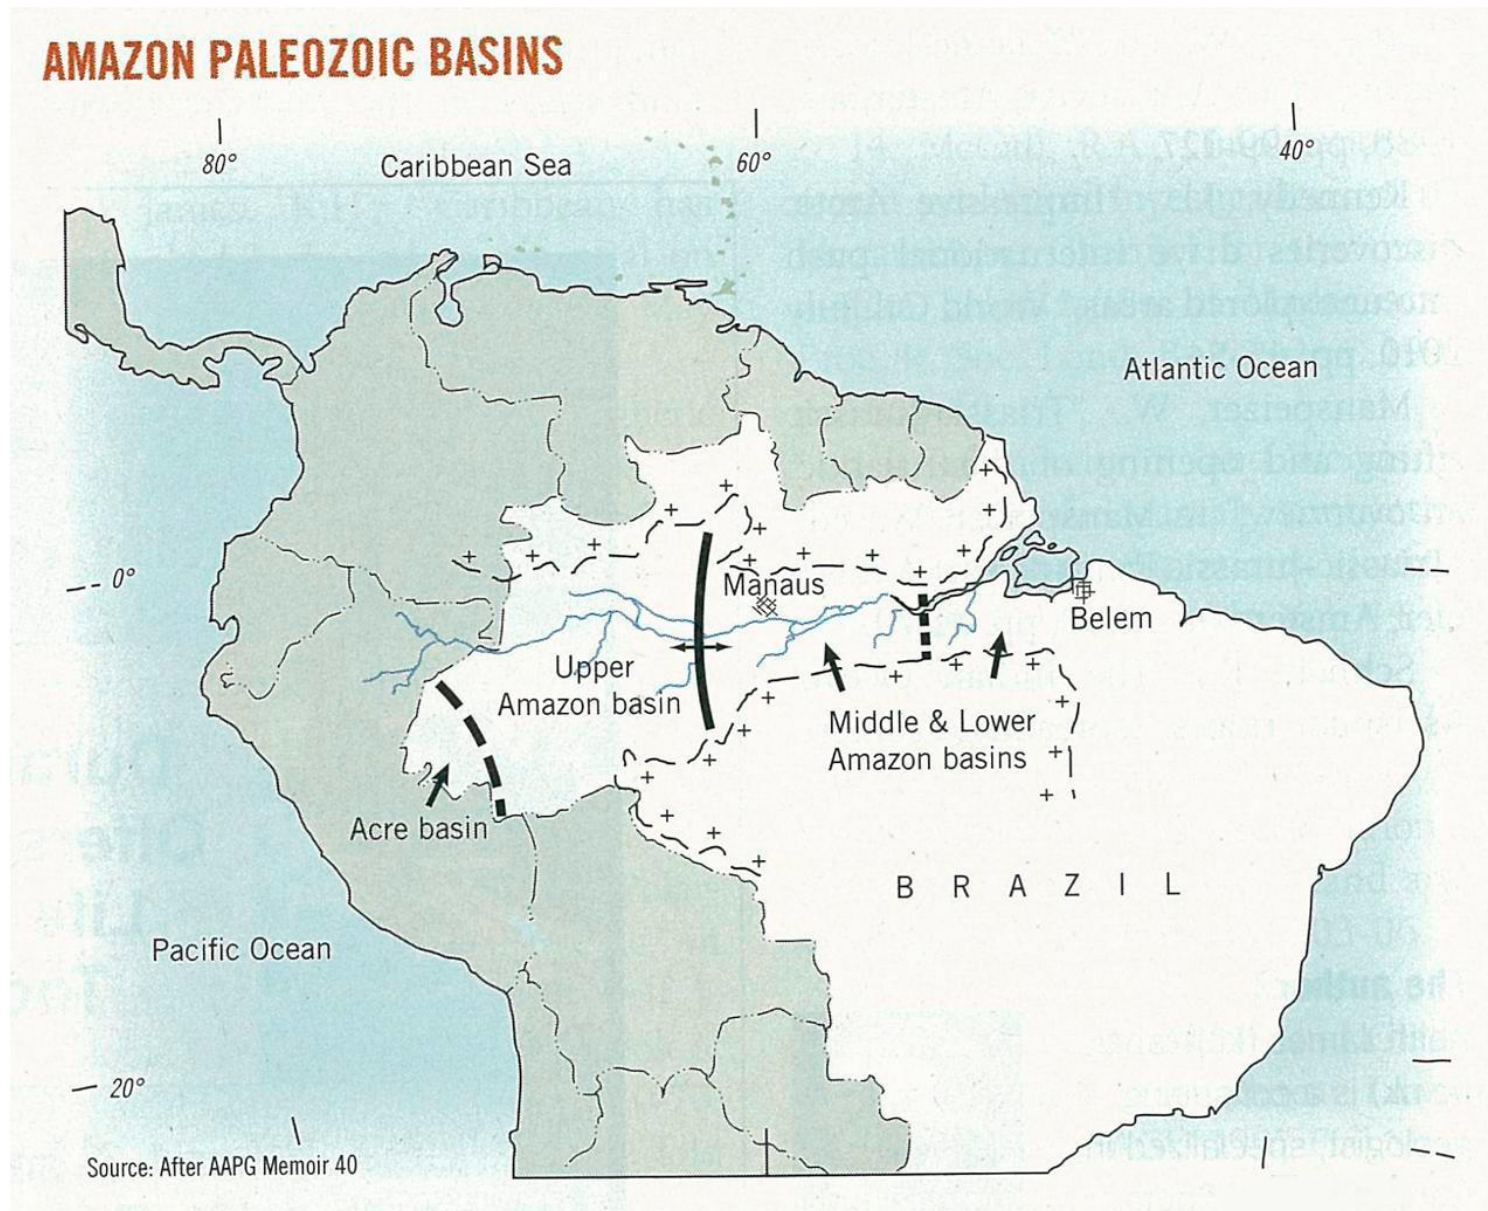 AMAZON PALEOZOIC BASINS
80°
Caribbean Sea
60°
40°
Atlantic Ocean
0°
Manaus
Belem
Upper
Amazon basin
Middle & Lower
Amazon basins
Acre basin
B R A Z I L
Pacific Ocean
20°
Source: After AAPG Memoir 40